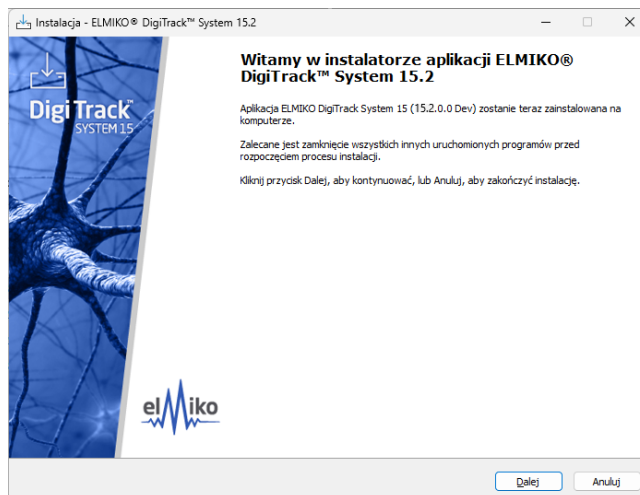 Instalacja - ELMIKO® DigiTrack™ System 15.2
Witamy w instalatorze aplikacji ELMIKO®
DigiTrack™ System 15.2
DigiTrack™
SYSTEM 15
Aplikacja ELMIKO DigiTrack System 15 (15.2.0.0 Dev) zostanie teraz zainstalowana na
komputerze.
Zalecane jest zamknięcie wszystkich innych uruchomionych programów przed
rozpoczęciem procesu instalacji.
Kliknij przycisk Dalej, aby kontynuować, lub Anuluj, aby zakończyć instalację.
elMiko
Dalej
Anuluj